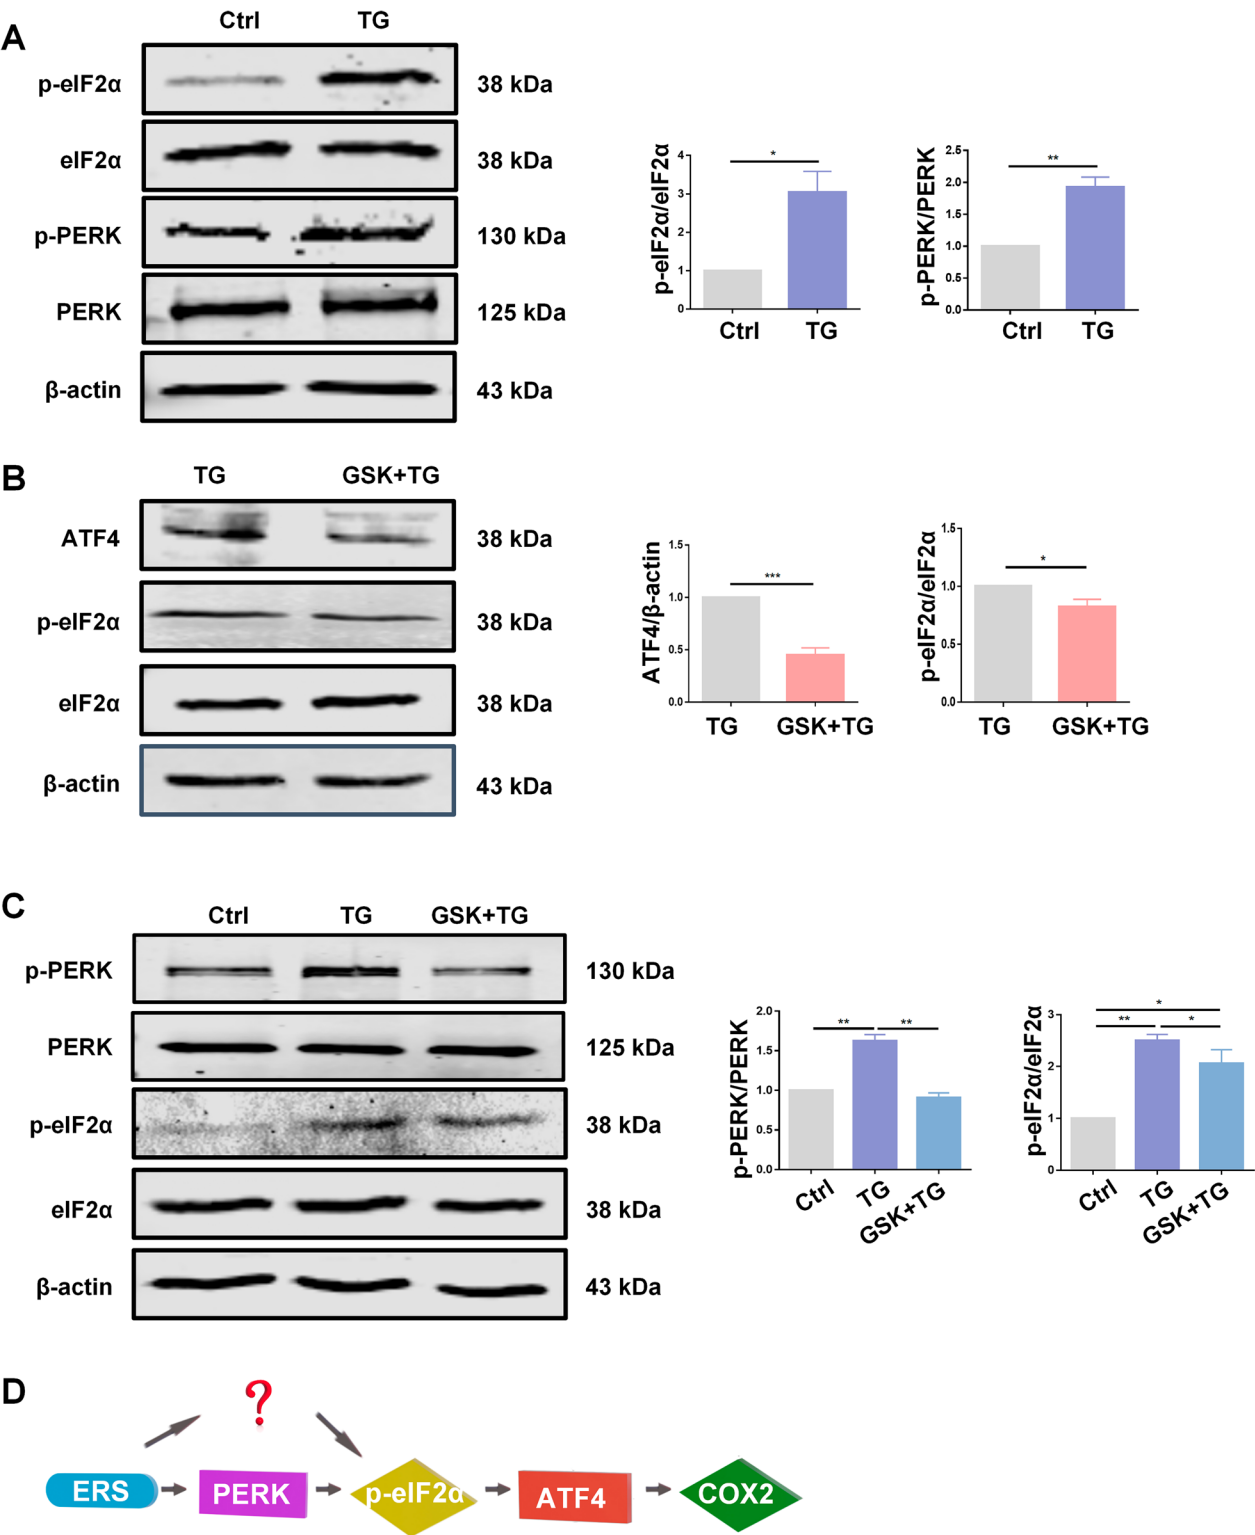 A
Ctrl TG
p-eIF2α 38 kDa
eIF2α 38 kDa
p-PERK 130 kDa
PERK 125 kDa
β-actin 43 kDa
p-eIF2α/eIF2α
4
3
2
1
0
*
Ctrl TG
p-PERK/PERK
2.5
2.0
1.5
1.0
0.5
0.0
**
Ctrl TG
B
TG GSK+TG
ATF4 38 kDa
p-eIF2α 38 kDa
eIF2α 38 kDa
β-actin 43 kDa
ATF4/β-actin
1.5
1.0
0.5
0.0
***
TG GSK+TG
p-eIF2α/eIF2α
1.5
1.0
0.5
0.0
*
TG GSK+TG
C
Ctrl TG GSK+TG
p-PERK 130 kDa
PERK 125 kDa
p-eIF2α 38 kDa
eIF2α 38 kDa
β-actin 43 kDa
p-PERK/PERK
2.0
1.5
1.0
0.5
0.0
** **
Ctrl TG GSK+TG
p-eIF2α/eIF2α
3
2
1
0
*
** *
Ctrl TG GSK+TG
D
?
ERS PERK p-eIF2α ATF4 COX2